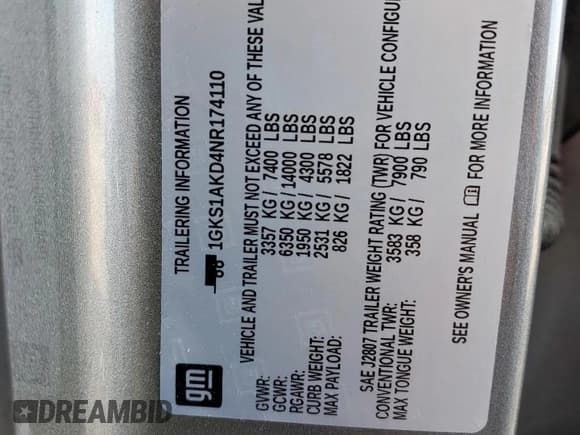 TRAILERING INFORMATION
1GKS1AKD4NR174110
VEHICLE AND TRAILER MUST NOT EXCEED ANY OF THESE VAL
GVWR: 3357 KG / 7400 LBS
GCWR: 6350 KG / 14000 LBS
RGAWR: 1950 KG / 4300 LBS
CURB WEIGHT: 2531 KG / 5578 LBS
MAX PAYLOAD: 826 KG / 1822 LBS
SAE J2807 TRAILER WEIGHT RATING (TWR) FOR VEHICLE CONFIGUR
CONVENTIONAL TWR: 3583 KG / 7900 LBS
MAX TONGUE WEIGHT: 358 KG / 790 LBS
SEE OWNER'S MANUAL FOR MORE INFORMATION
gm
DREAMBID